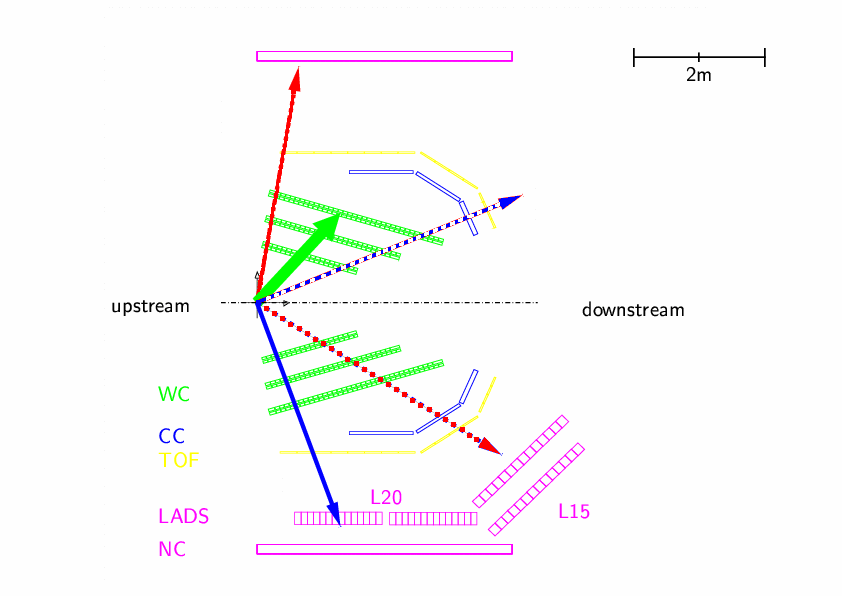 2m
upstream
downstream
WC
CC
TOF
L20
LADS
L15
NC